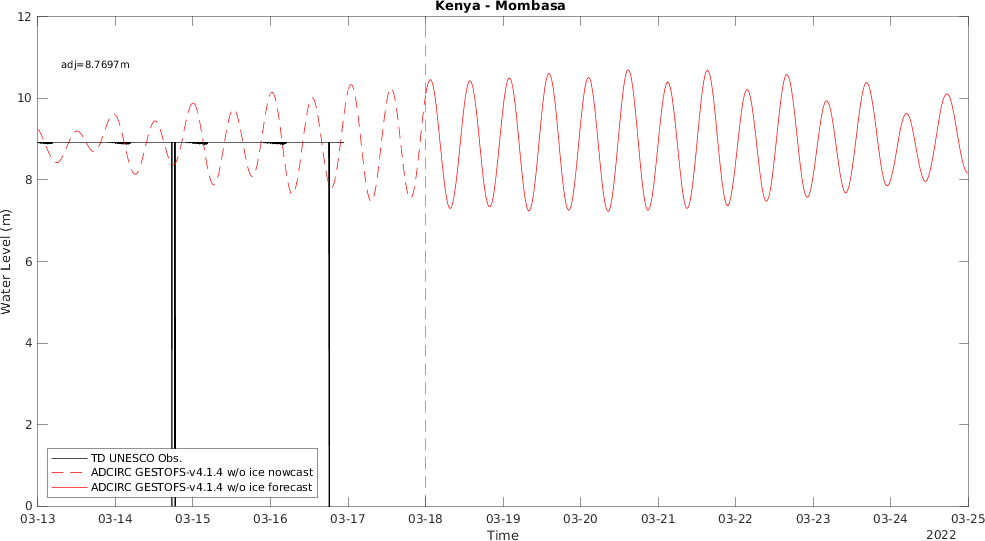 Kenya - Mombasa
12
10
8
6
4
2
0
Water Level (m)
adj=8.7697m
TD UNESCO Obs.
ADCIRC GESTOFS-v4.1.4 w/o ice nowcast
ADCIRC GESTOFS-v4.1.4 w/o ice forecast
03-13 03-14 03-15 03-16 03-17 03-18 03-19 03-20 03-21 03-22 03-23 03-24 03-25
Time
2022